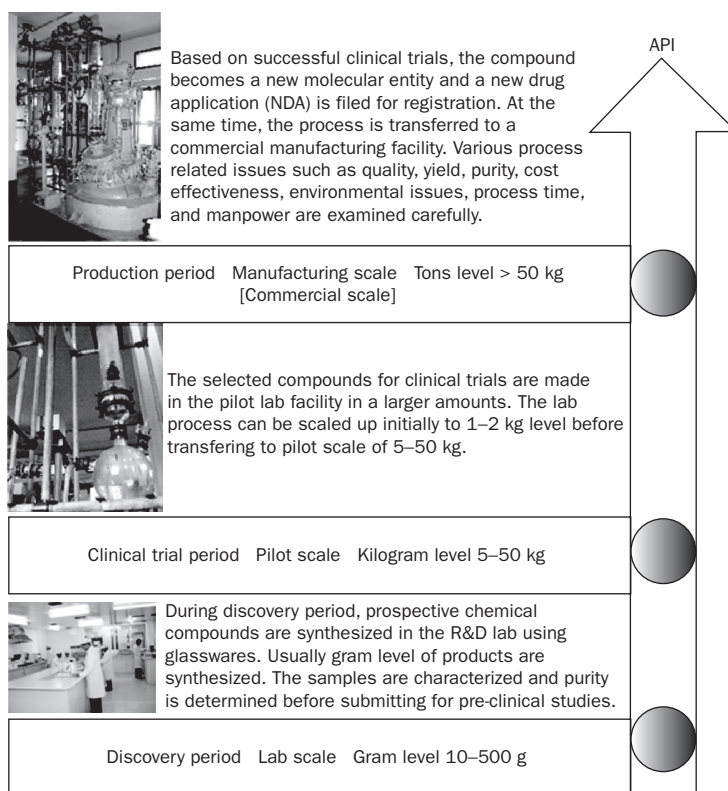 API
Based on successful clinical trials, the compound
becomes a new molecular entity and a new drug
application (NDA) is filed for registration. At the
same time, the process is transferred to a
commercial manufacturing facility. Various process
related issues such as quality, yield, purity, cost
effectiveness, environmental issues, process time,
and manpower are examined carefully.
Production period Manufacturing scale Tons level > 50 kg
[Commercial scale]
The selected compounds for clinical trials are made
in the pilot lab facility in a larger amounts. The lab
process can be scaled up initially to 1–2 kg level before
transfering to pilot scale of 5–50 kg.
Clinical trial period Pilot scale Kilogram level 5–50 kg
During discovery period, prospective chemical
compounds are synthesized in the R&D lab using
glasswares. Usually gram level of products are
synthesized. The samples are characterized and purity
is determined before submitting for pre-clinical studies.
Discovery period Lab scale Gram level 10–500 g